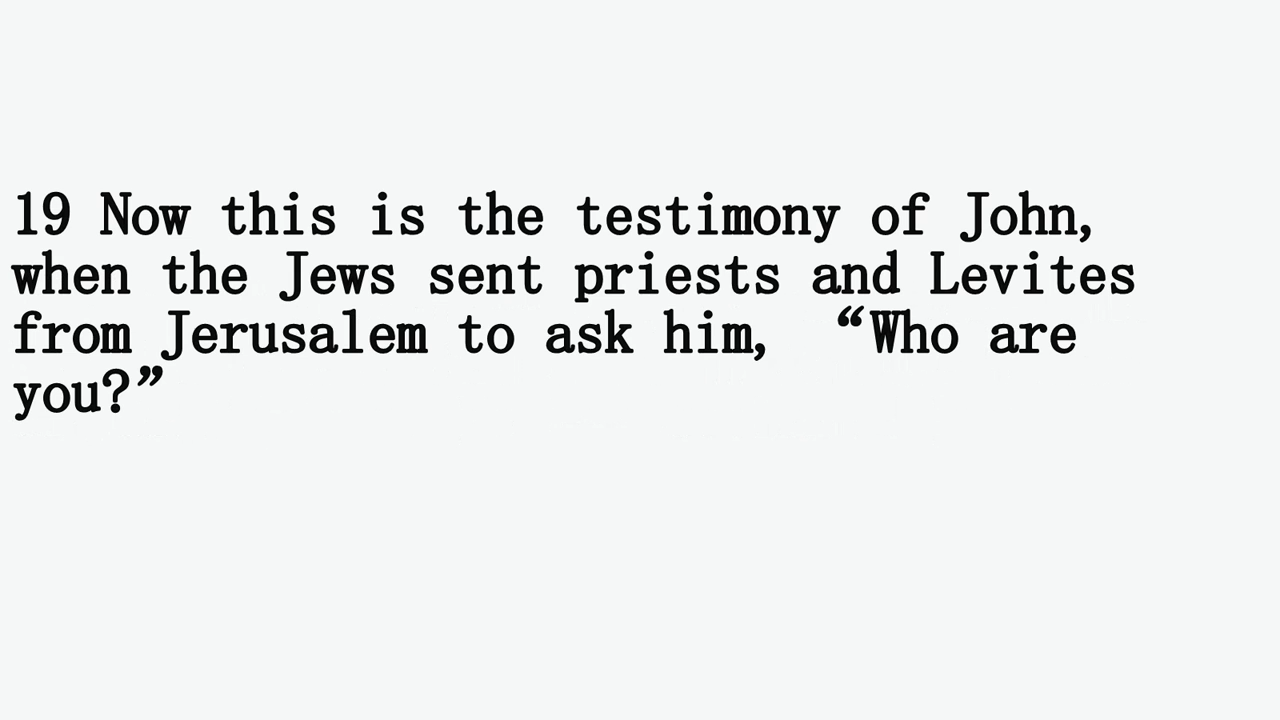 19 Now this is the testimony of John,
when the Jews sent priests and Levites
from Jerusalem to ask him, “Who are
you?”